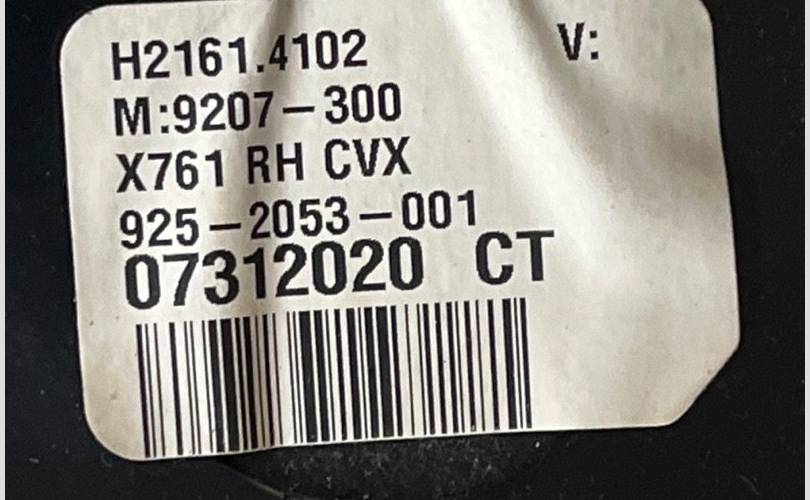 H2161.4102 V:
M:9207-300
X761 RH CVX
925-2053-001
07312020 CT